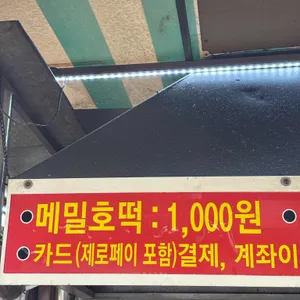 메밀호떡 : 1,000원
카드(제로페이 포함)결제, 계좌이